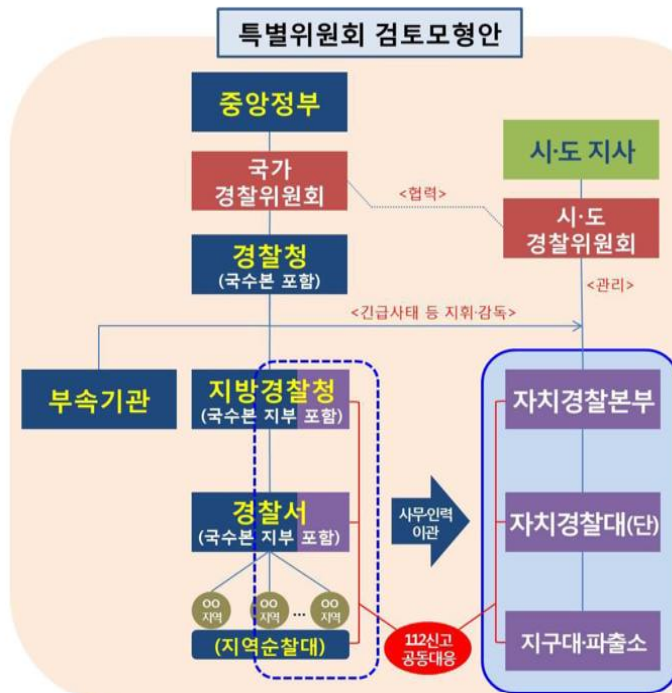 특별위원회 검토모형안
중앙정부
시·도 지사
국가
경찰위원회
<협력>
시·도
경찰위원회
경찰청
(국수본 포함)
<관리>
<긴급사태 등 지휘·감독>
부속기관
지방경찰청
(국수본 지부 포함)
자치경찰본부
경찰서
(국수본 지부 포함)
사무·인력
이관
자치경찰대(단)
OO
지역
OO
지역
...
OO
지역
(지역순찰대)
112신고
공동대응
지구대·파출소